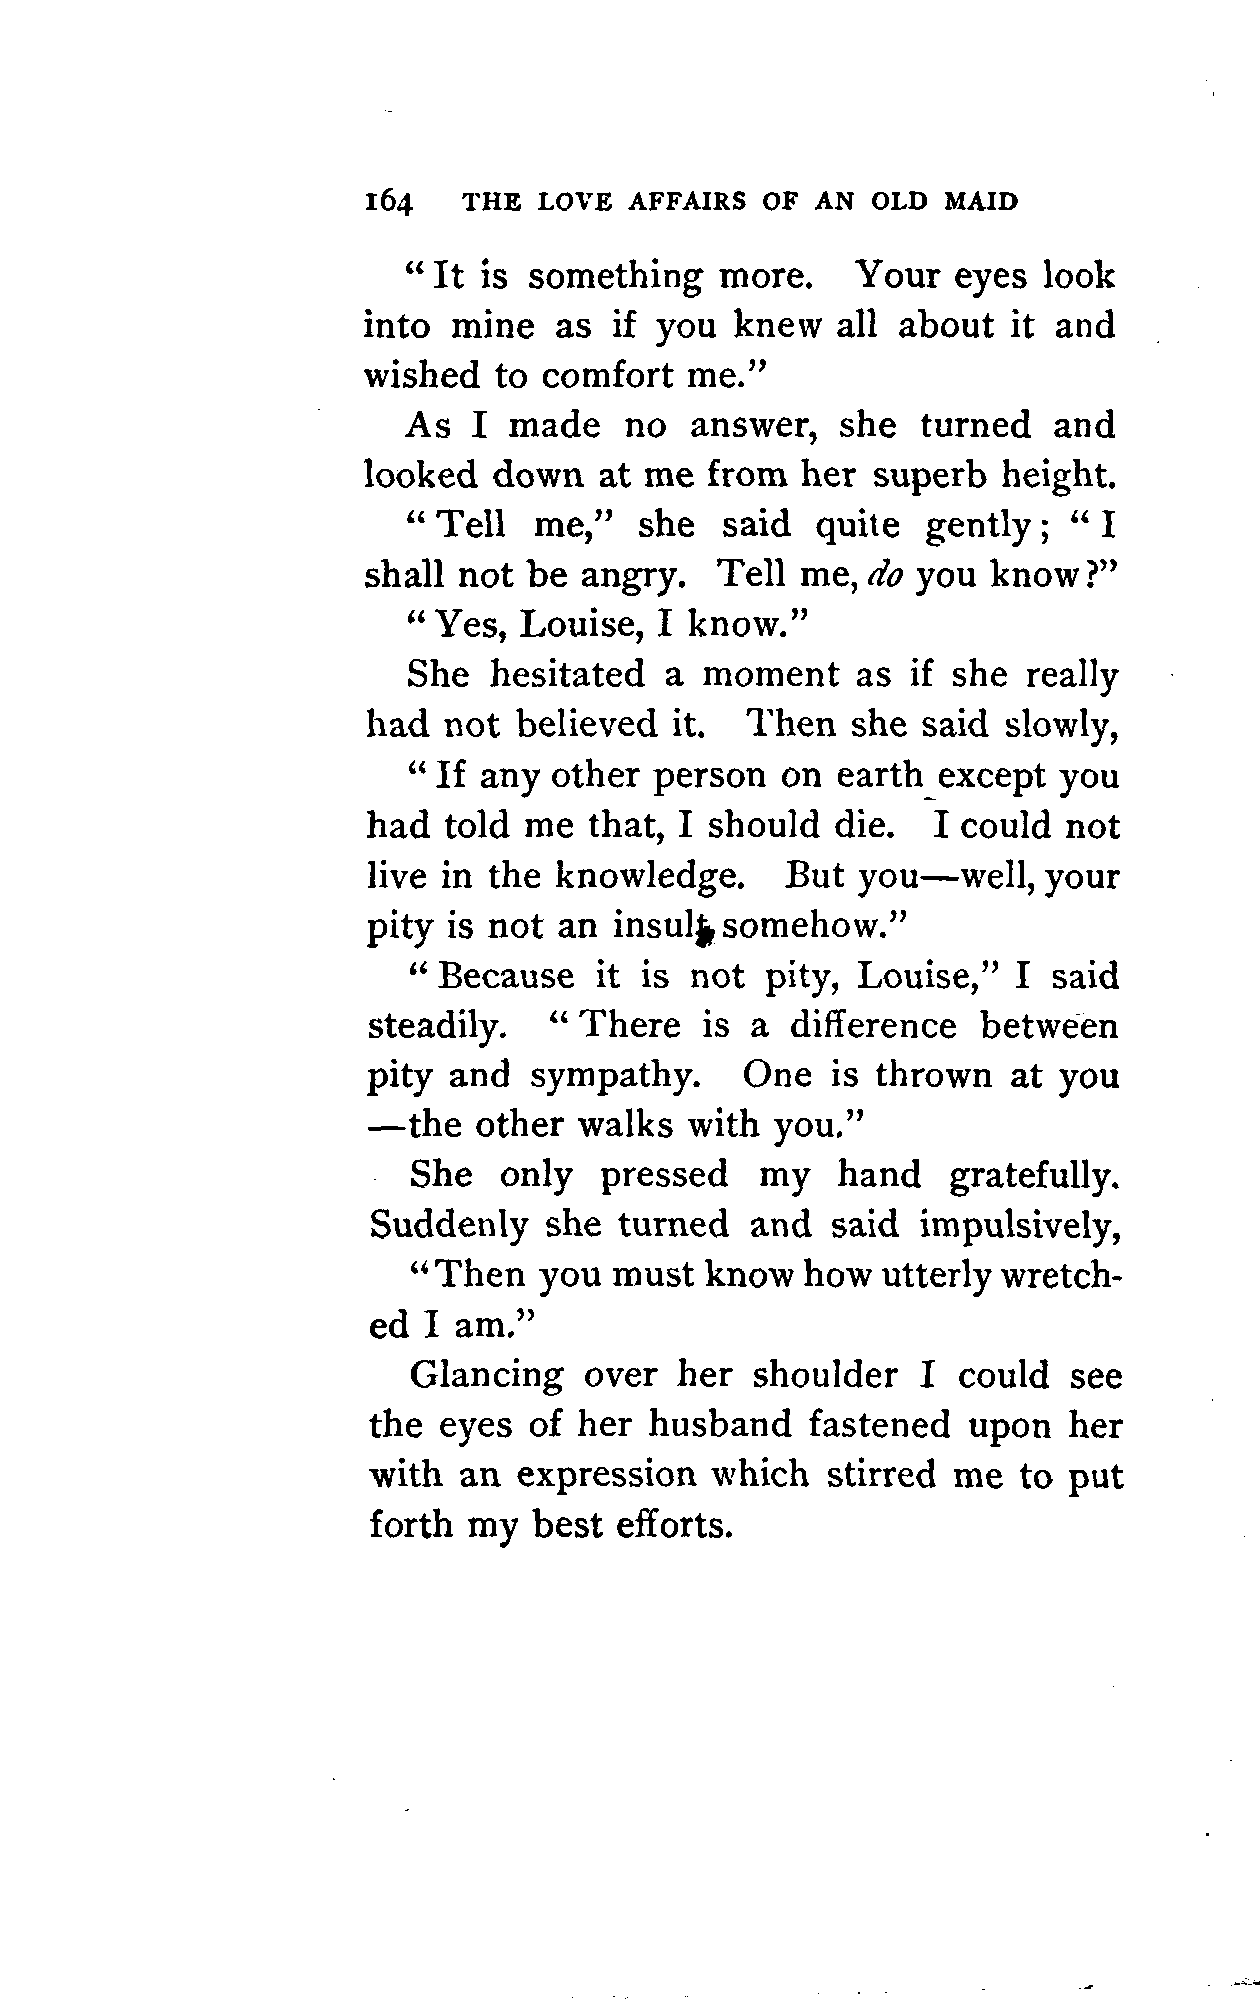 164 THE LOVE AFFAIRS OF AN OLD MAID
“It is something more. Your eyes look
into mine as if you knew all about it and
wished to comfort me.”
As I made no answer, she turned and
looked down at me from her superb height.
“Tell me,” she said quite gently; “I
shall not be angry. Tell me, do you know?”
“Yes, Louise, I know.”
She hesitated a moment as if she really
had not believed it. Then she said slowly,
“If any other person on earth except you
had told me that, I should die. I could not
live in the knowledge. But you—well, your
pity is not an insult somehow.”
“Because it is not pity, Louise,” I said
steadily. “There is a difference between
pity and sympathy. One is thrown at you
—the other walks with you.”
She only pressed my hand gratefully.
Suddenly she turned and said impulsively,
“Then you must know how utterly wretch-
ed I am.”
Glancing over her shoulder I could see
the eyes of her husband fastened upon her
with an expression which stirred me to put
forth my best efforts.